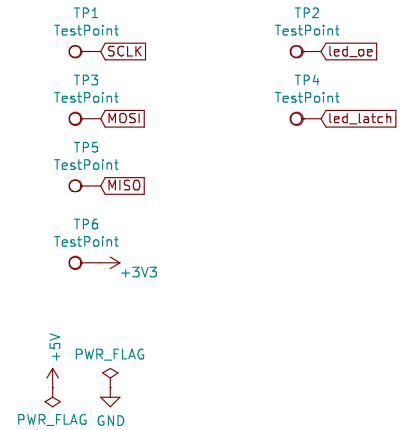 TP1
TestPoint
SCLK
TP2
TestPoint
led_oe
TP3
TestPoint
MOSI
TP4
TestPoint
led_latch
TP5
TestPoint
MISO
TP6
TestPoint
+3V3
+5V
PWR_FLAG
PWR_FLAG
GND